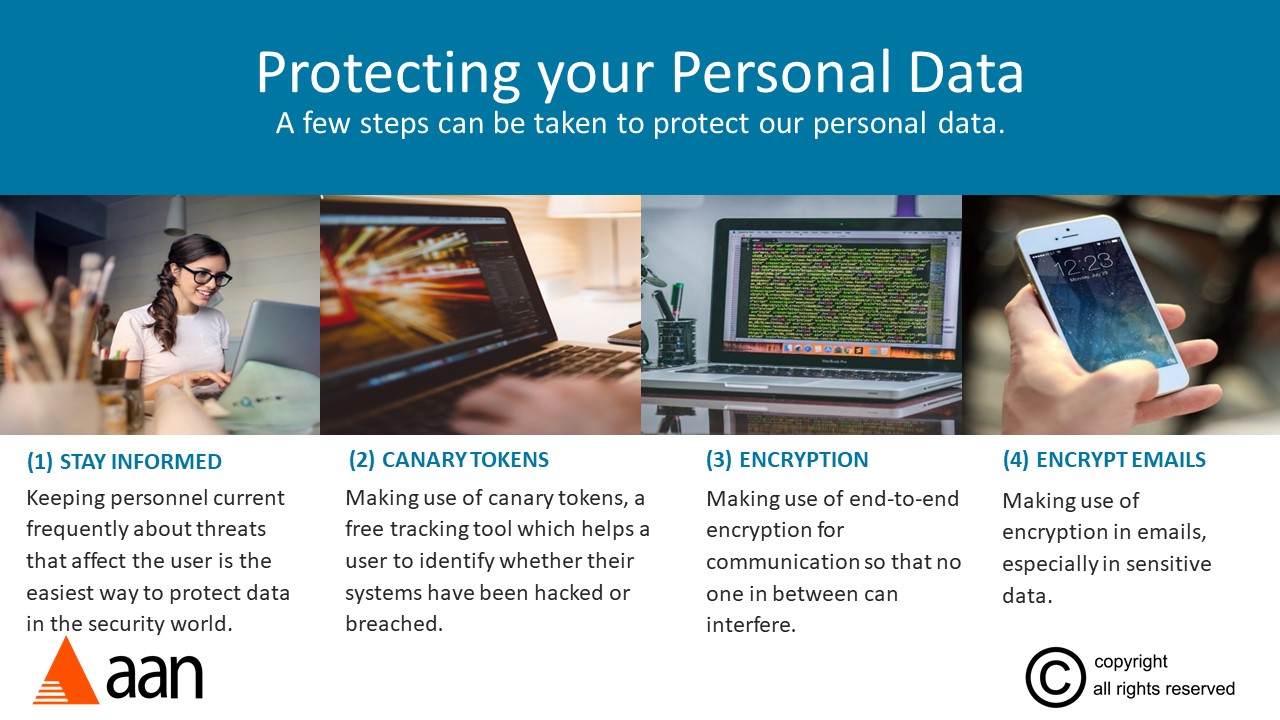 Protecting your Personal Data
A few steps can be taken to protect our personal data.
12:23
Monday, July 29
(1) STAY INFORMED
Keeping personnel current
frequently about threats
that affect the user is the
easiest way to protect data
in the security world.
(2) CANARY TOKENS
Making use of canary tokens, a
free tracking tool which helps a
user to identify whether their
systems have been hacked or
breached.
(3) ENCRYPTION
Making use of end-to-end
encryption for
communication so that no
one in between can
interfere.
(4) ENCRYPT EMAILS
Making use of
encryption in emails,
especially in sensitive
data.
aan
© copyright
all rights reserved